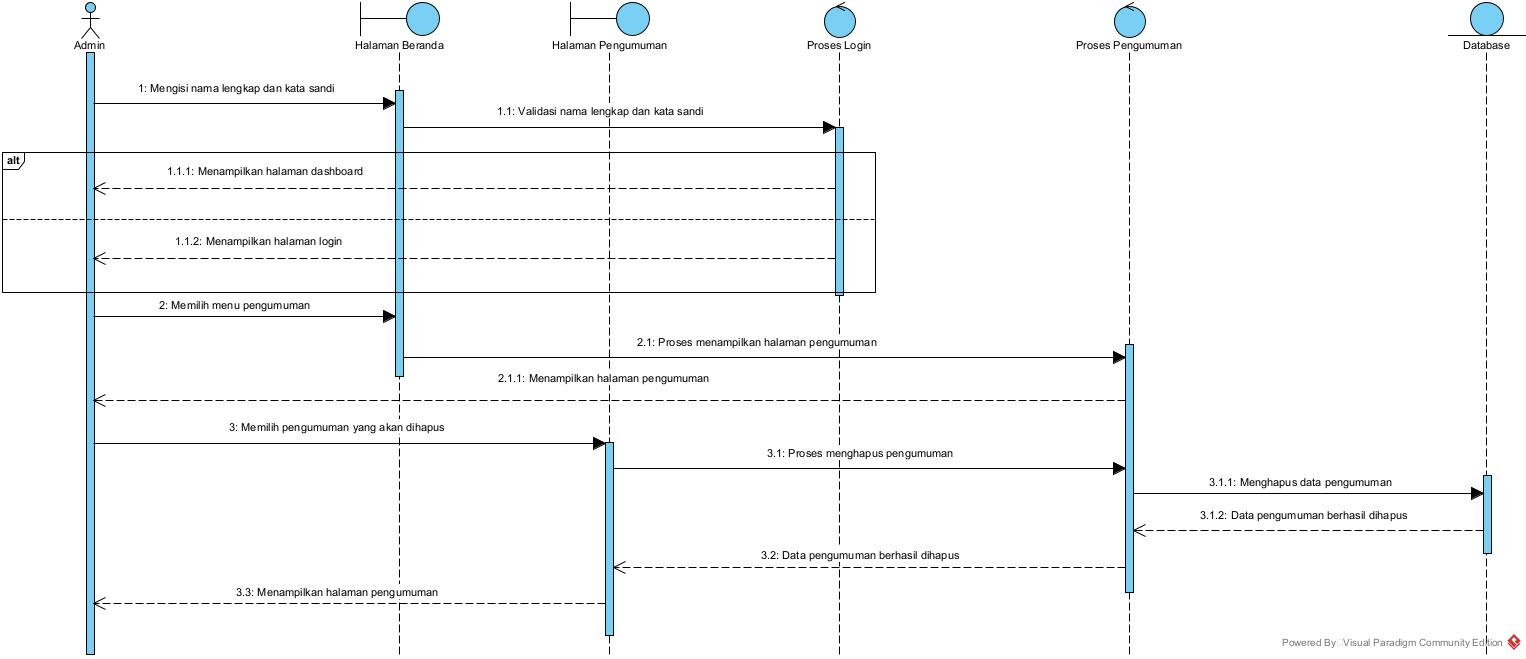 Admin
Halaman Beranda
Halaman Pengumuman
Proses Login
Proses Pengumuman
Database
1: Mengisi nama lengkap dan kata sandi
1.1: Validasi nama lengkap dan kata sandi
alt
1.1.1: Menampilkan halaman dashboard
1.1.2: Menampilkan halaman login
2: Memilih menu pengumuman
2.1: Proses menampilkan halaman pengumuman
2.1.1: Menampilkan halaman pengumuman
3: Memilih pengumuman yang akan dihapus
3.1: Proses menghapus pengumuman
3.1.1: Menghapus data pengumuman
3.1.2: Data pengumuman berhasil dihapus
3.2: Data pengumuman berhasil dihapus
3.3: Menampilkan halaman pengumuman
Powered By Visual Paradigm Community Edition